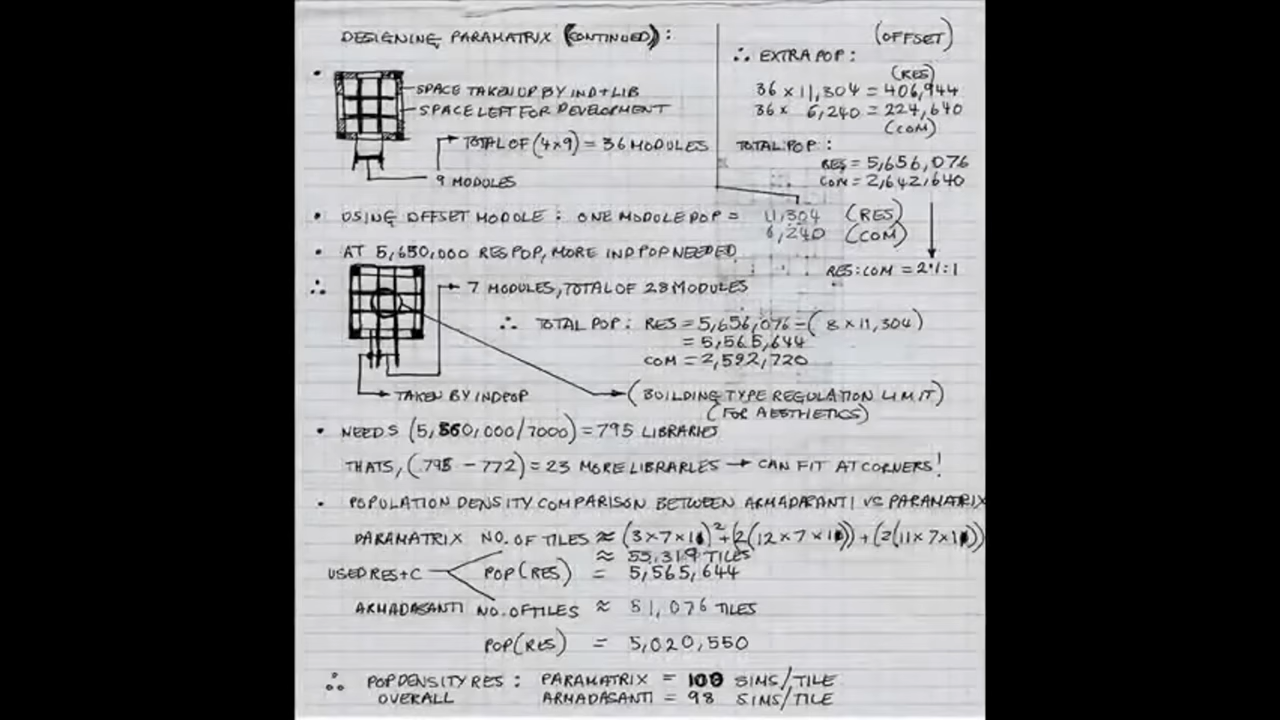 DESIGNING PARAMATRIX (CONTINUED):
SPACE TAKEN UP BY IND + LIB
SPACE LEFT FOR DEVELOPMENT
TOTAL OF (4×9) = 36 MODULES
9 MODULES
(OFFSET)
∴ EXTRA POP:
(RES)
36 × 11,304 = 406,944
36 × 6,240 = 224,640
(COM)
TOTAL POP:
RES = 5,656,076
COM = 2,642,640
RES:COM = 2·1:1
• USING OFFSET MODULE: ONE MODULE POP = 11,304 (RES)
6,240 (COM)
• AT 5,650,000 RES POP, MORE IND POP NEEDED
∴ 7 MODULES, TOTAL OF 28 MODULES
∴ TOTAL POP: RES = 5,656,076 - (8 × 11,304)
= 5,565,644
COM = 2,592,720
TAKEN BY IND POP
(BUILDING TYPE REGULATION LIMIT)
(FOR AESTHETICS)
• NEEDS (5,560,000/7000) = 795 LIBRARIES
THATS, (795 - 772) = 23 MORE LIBRARIES → CAN FIT AT CORNERS!
• POPULATION DENSITY COMPARISON BETWEEN ARMADASANTI VS PARAMATRIX
PARAMATRIX NO. OF TILES ≈ (3×7×11)² + (2(12×7×11)) + (2(11×7×11))
≈ 55,319 TILES
USED RES + C POP (RES) = 5,565,644
ARMADASANTI NO. OF TILES ≈ 51,076 TILES
POP (RES) = 5,020,550
∴ POP DENSITY RES: PARAMATRIX = 100 SIMS/TILE
OVERALL ARMADASANTI = 98 SIMS/TILE